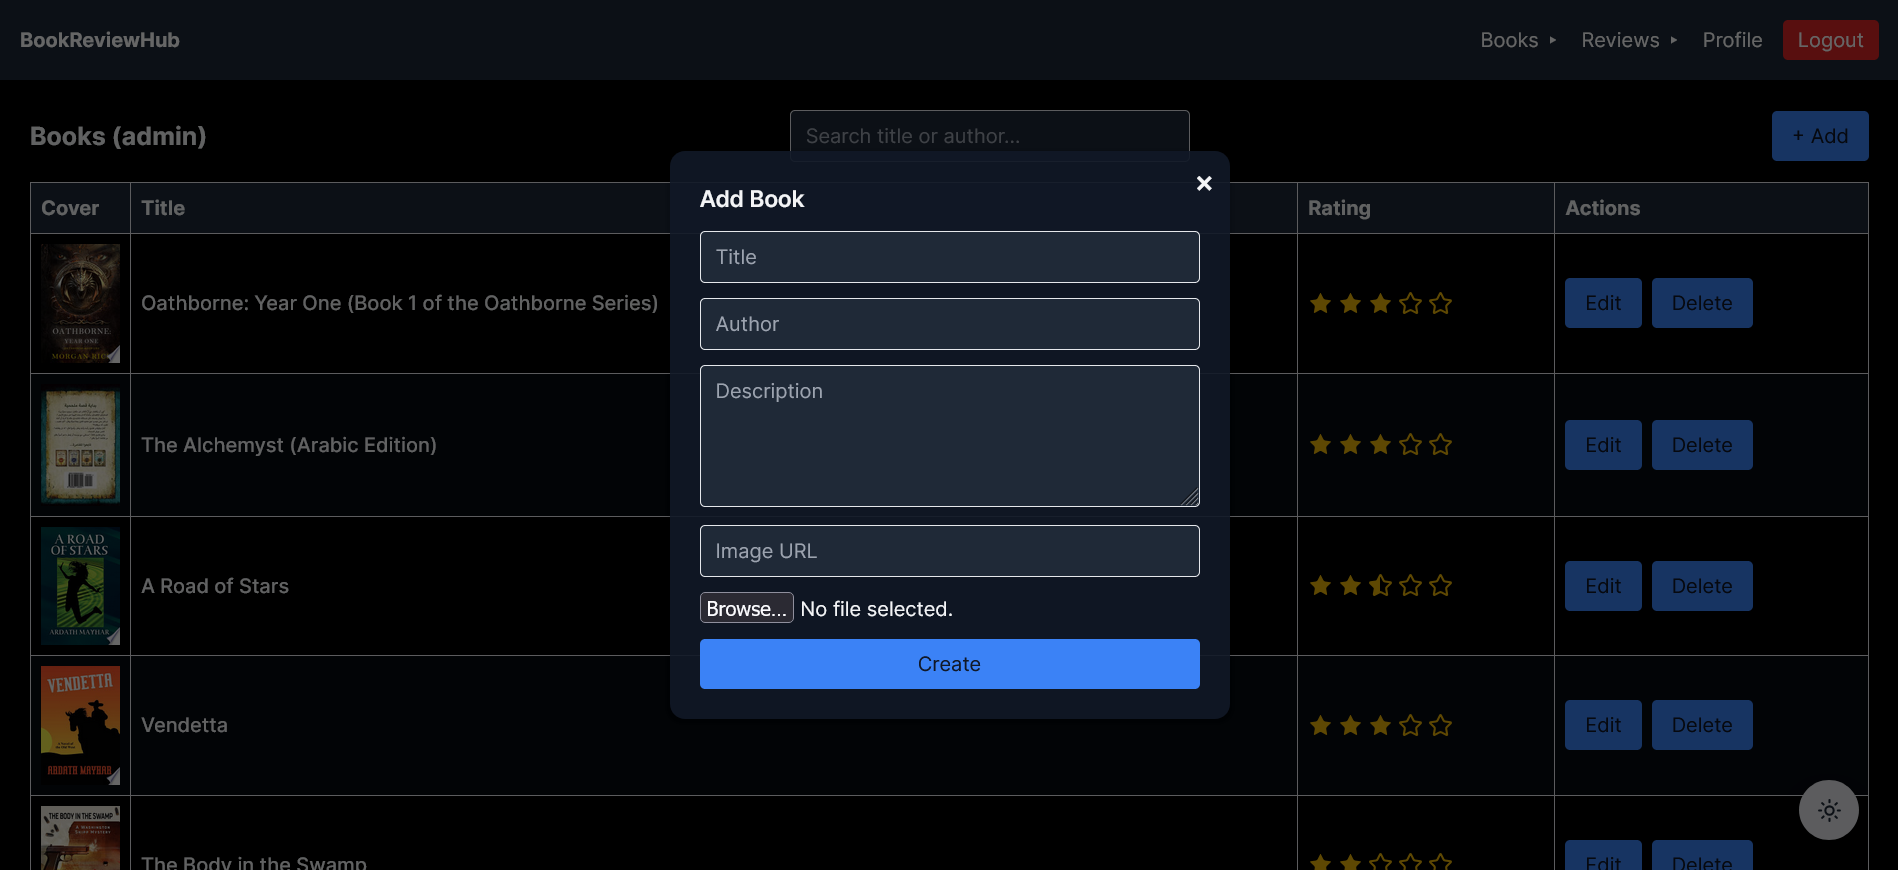 BookReviewHub
Books ▸ Reviews ▸ Profile Logout
Books (admin)
Search title or author...
+ Add
Cover Title Rating Actions
Add Book
Title
Author
Description
Image URL
Browse... No file selected.
Create
OATHBORNE:
YEAR ONE
MORGAN RICE
Oathborne: Year One (Book 1 of the Oathborne Series)
Edit Delete
The Alchemyst (Arabic Edition)
Edit Delete
A ROAD
OF STARS
ARDATH MAYHAR
A Road of Stars
Edit Delete
VENDETTA
ARDATH MAYHAR
Vendetta
Edit Delete
THE BODY IN THE SWAMP
The Body in the Swamp
Edit Delete